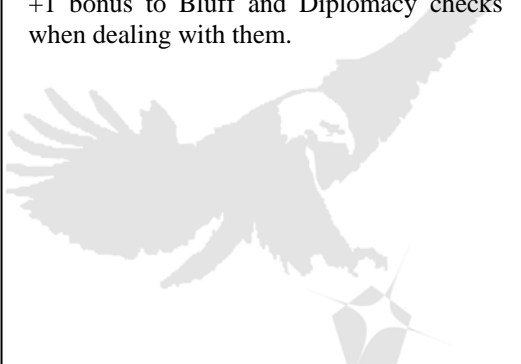 +1 bonus to Bluff and Diplomacy checks
when dealing with them.